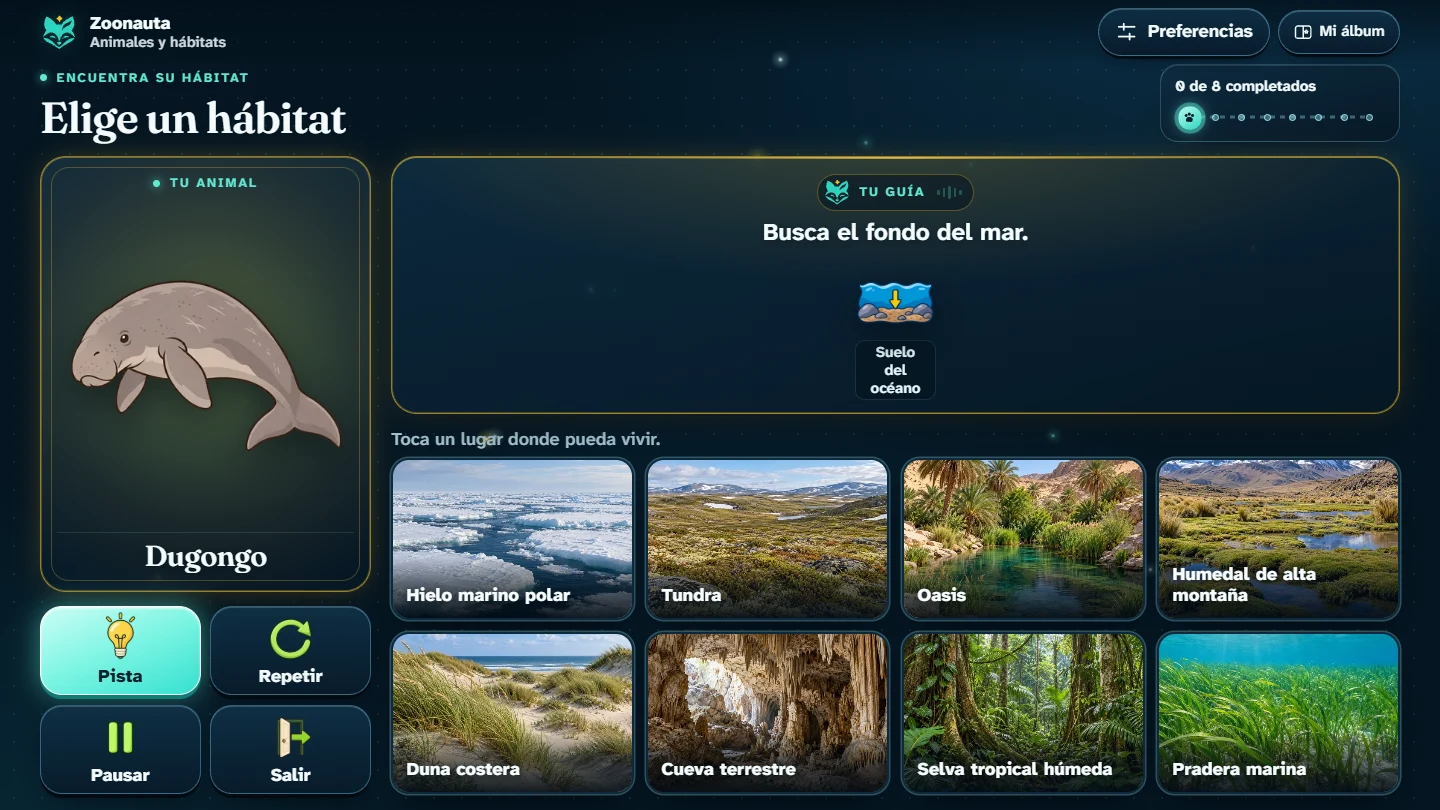 Zoonauta
Animales y hábitats
Preferencias
Mi álbum
ENCUENTRA SU HÁBITAT
Elige un hábitat
0 de 8 completados
TU ANIMAL
Dugongo
TU GUÍA
Busca el fondo del mar.
Suelo
del
océano
Toca un lugar donde pueda vivir.
Hielo marino polar
Tundra
Oasis
Humedal de alta
montaña
Duna costera
Cueva terrestre
Selva tropical húmeda
Pradera marina
Pista
Repetir
Pausar
Salir